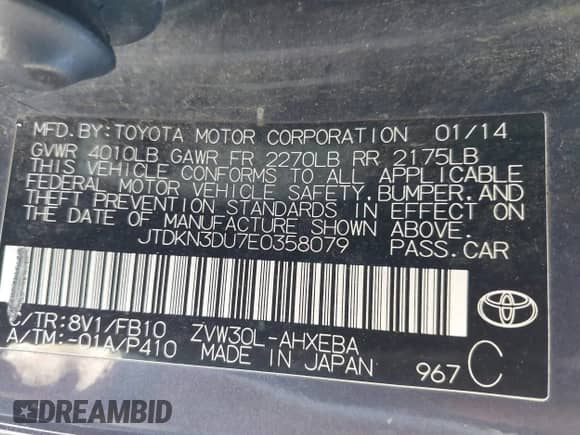 MFD.BY:TOYOTA MOTOR CORPORATION 01/14
GVWR 4010LB GAWR FR 2270LB RR 2175LB
THIS VEHICLE CONFORMS TO ALL APPLICABLE
FEDERAL MOTOR VEHICLE SAFETY,BUMPER,AND
THEFT PREVENTION STANDARDS IN EFFECT ON
THE DATE OF MANUFACTURE SHOWN ABOVE.
JTDKN3DU7E0358079 PASS.CAR
C/TR:8V1/FB10 ZVW30L-AHXEBA
A/TM:-01A/P410 MADE IN JAPAN 967 C
DREAMBID